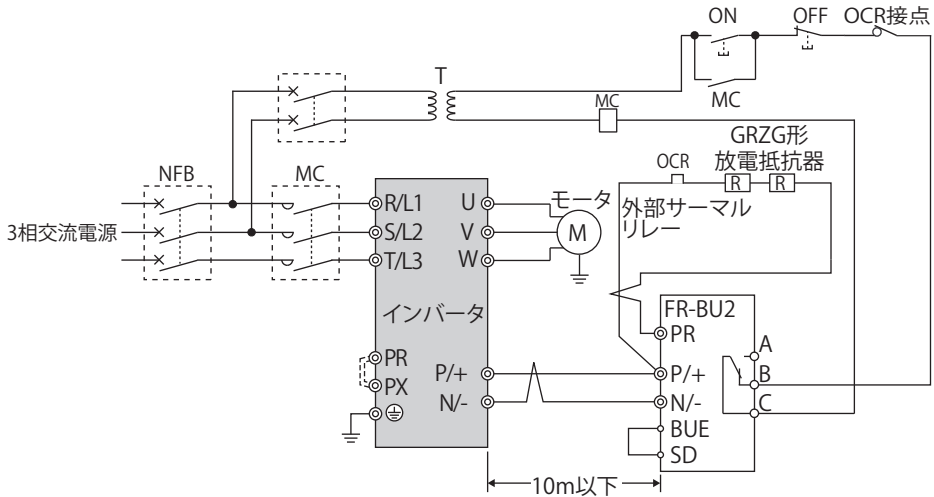 ON
OFF
OCR接点
T
MC
MC
GRZG形
放電抵抗器
OCR
R
R
外部サーマル
リレー
NFB
MC
3相交流電源
R/L1
S/L2
T/L3
U
V
W
モータ
M
インバータ
PR
PX
P/+
N/-
FR-BU2
PR
P/+
N/-
BUE
SD
A
B
C
10m以下